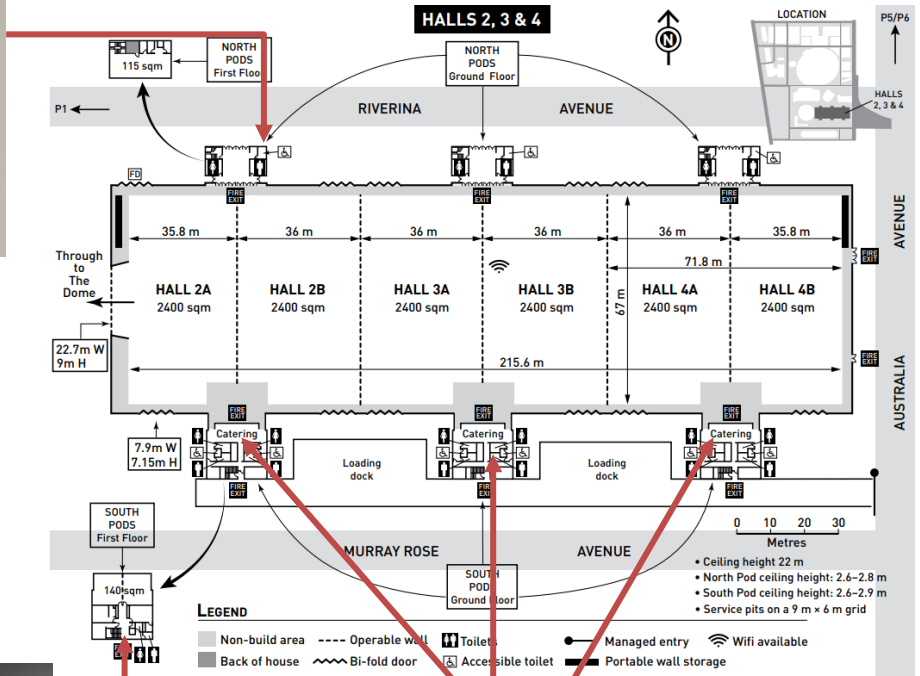 HALLS 2, 3 & 4
LOCATION
P5/P6
N
HALLS
2, 3 & 4
115 sqm
NORTH
PODS
First Floor
NORTH
PODS
Ground Floor
P1
RIVERINA AVENUE
FD
FIRE
EXIT
FIRE
EXIT
FIRE
EXIT
35.8 m
36 m
36 m
36 m
36 m
35.8 m
71.8 m
AVENUE
FIRE
EXIT
Through
to
The
Dome
HALL 2A
2400 sqm
HALL 2B
2400 sqm
HALL 3A
2400 sqm
HALL 3B
2400 sqm
67 m
HALL 4A
2400 sqm
HALL 4B
2400 sqm
22.7m W
9m H
215.6 m
FIRE
EXIT
AUSTRALIA
FIRE
EXIT
FIRE
EXIT
FIRE
EXIT
Catering
Catering
Catering
7.9m W
7.15m H
Loading
dock
Loading
dock
FIRE
EXIT
FIRE
EXIT
FIRE
EXIT
SOUTH
PODS
First Floor
0 10 20 30
Metres
MURRAY ROSE AVENUE
SOUTH
PODS
Ground Floor
140 sqm
• Ceiling height 22 m
• North Pod ceiling height: 2.6–2.8 m
• South Pod ceiling height: 2.6–2.9 m
• Service pits on a 9 m × 6 m grid
LEGEND
Non-build area
Operable wall
Toilets
Managed entry
Wifi available
Back of house
Bi-fold door
Accessible toilet
Portable wall storage